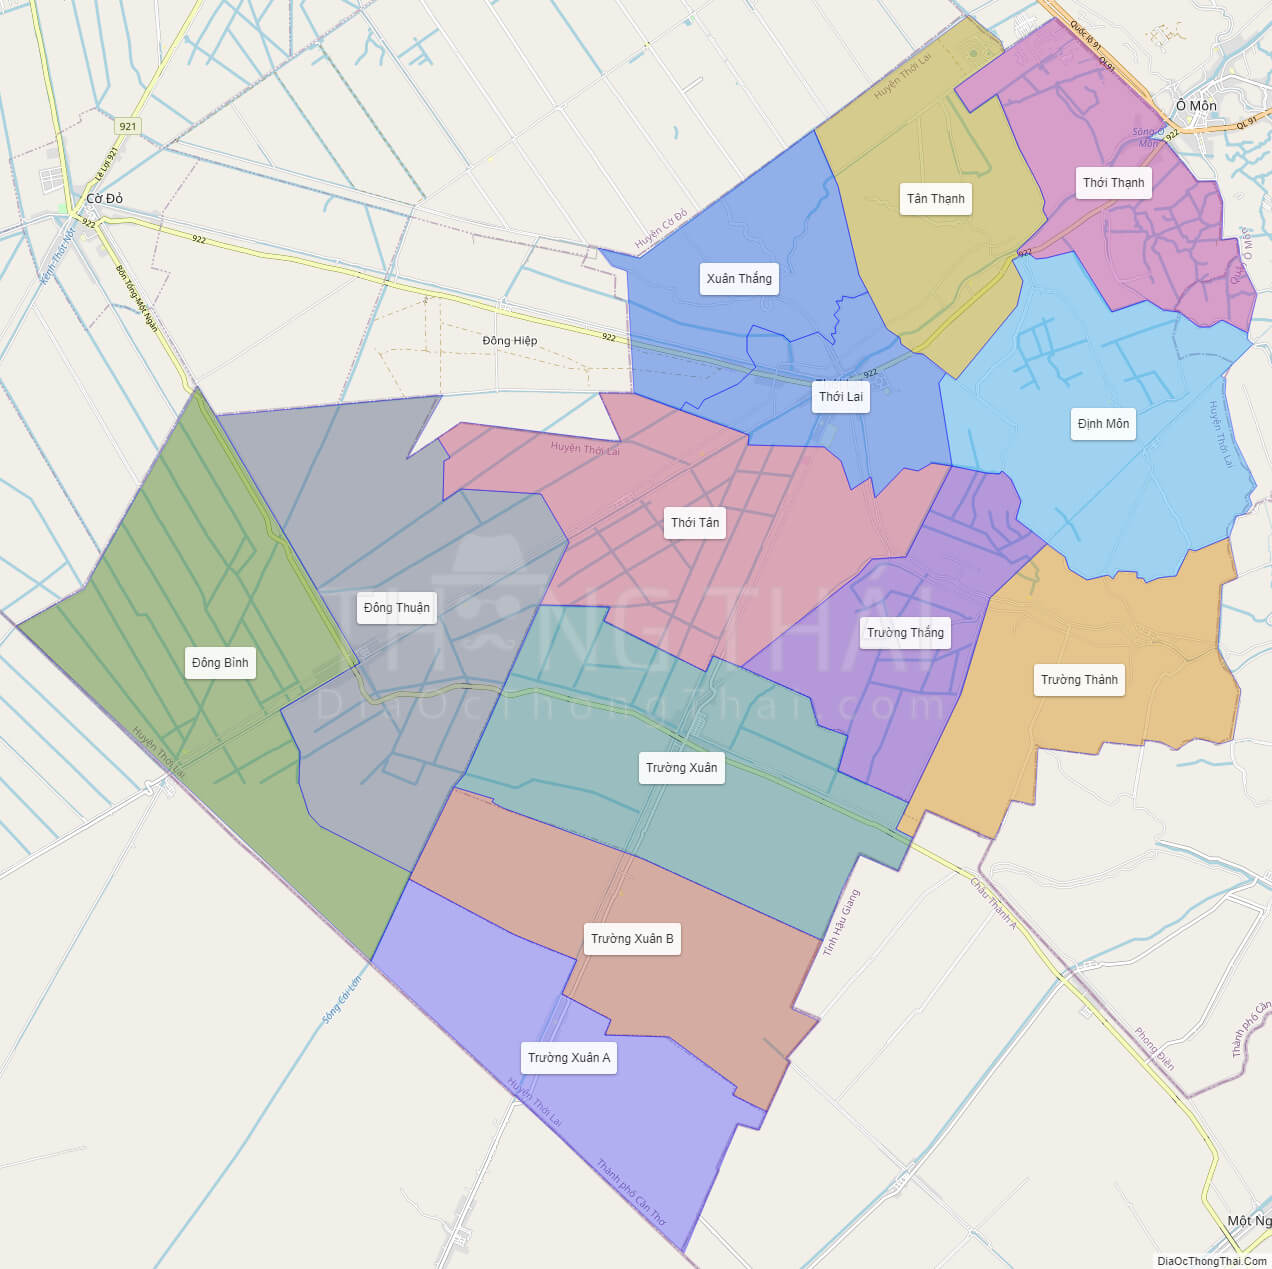 Quốc lộ 91
QL91
Ô Môn
QL 91
922
Sông Ô
Môn
Huyện Thới Lai
921
Lê Lợi 921
Thới Thạnh
Cờ Đỏ
922
Tân Thạnh
Huyện Cờ Đỏ
922
Kênh Thốt Nốt
922
Bốn Tổng-Một Ngàn
Xuân Thắng
Đông Hiệp
922
922
Thới Lai
Định Môn
Huyện Thới Lai
Huyện Thới Lai
Thới Tân
THÔNG THÁI
DiaOcThongThai.com
Đông Thuận
Trường Thắng
Đông Bình
Trường Thành
Huyện Thới Lai
Trường Xuân
Châu Thành A
Tỉnh Hậu Giang
Trường Xuân B
Sông Cái Lớn
Trường Xuân A
Phong Điền
Thành phố Cần
Huyện Thới Lai
Thành phố Cần Thơ
Một Ng
DiaOcThongThai.Com